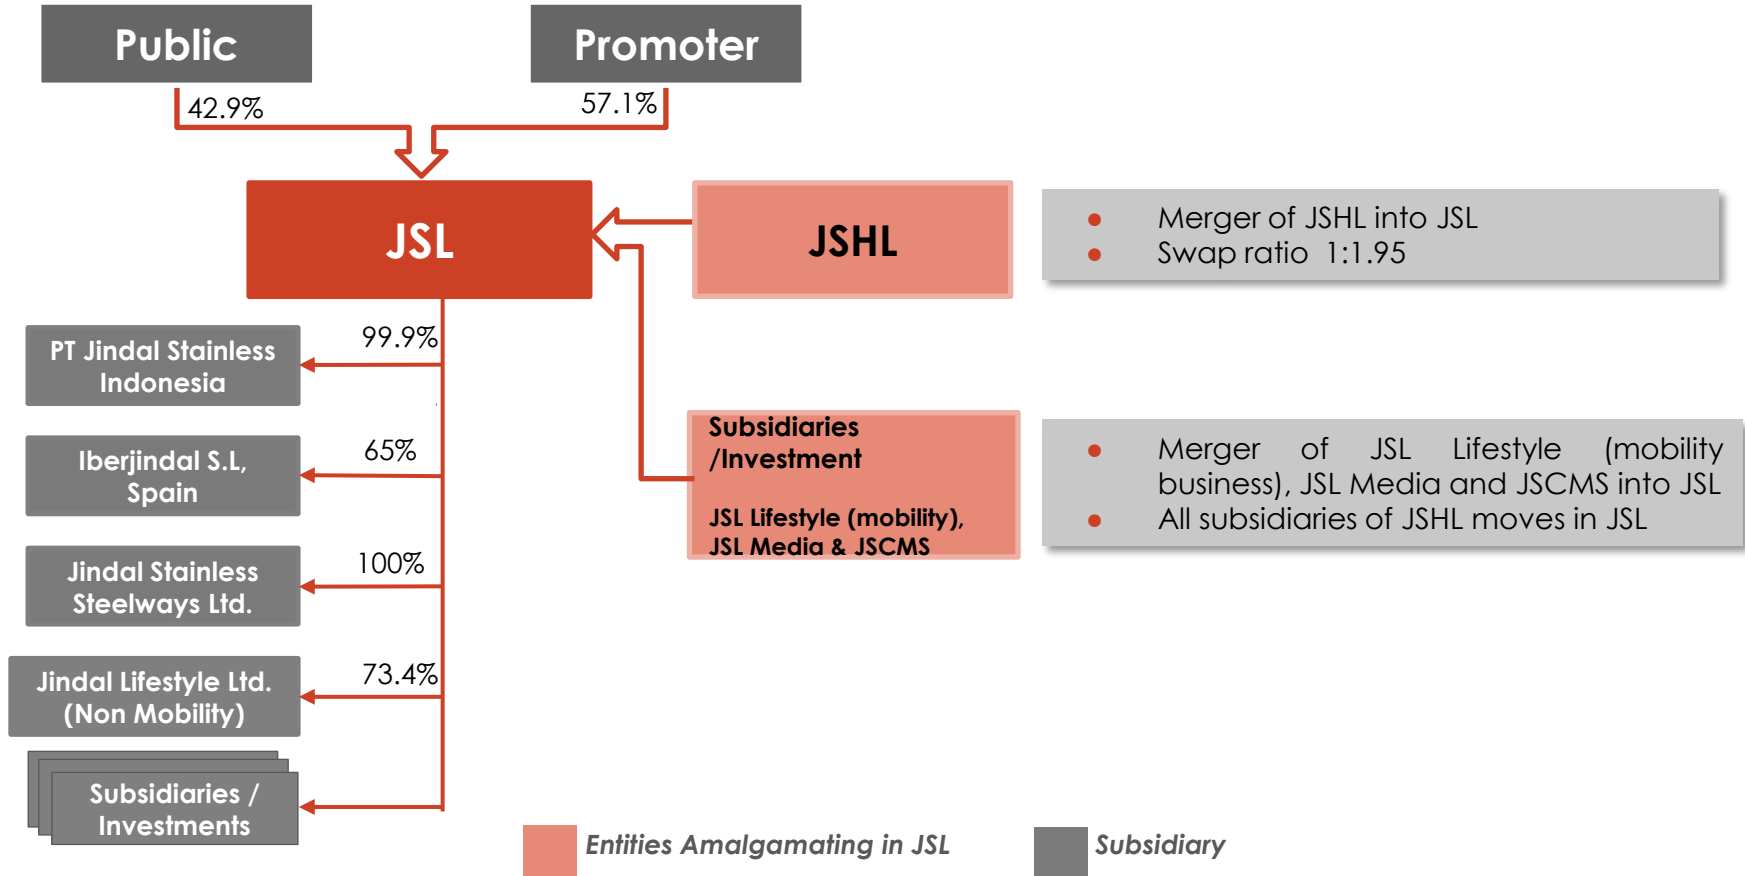 Public
Promoter
42.9%
57.1%
JSL
JSHL
● Merger of JSHL into JSL
● Swap ratio 1:1.95
99.9%
PT Jindal Stainless
Indonesia
65%
Iberjindal S.L,
Spain
100%
Jindal Stainless
Steelways Ltd.
73.4%
Jindal Lifestyle Ltd.
(Non Mobility)
Subsidiaries /
Investments
Subsidiaries
/Investment
JSL Lifestyle (mobility),
JSL Media & JSCMS
● Merger of JSL Lifestyle (mobility
business), JSL Media and JSCMS into JSL
● All subsidiaries of JSHL moves in JSL
Entities Amalgamating in JSL
Subsidiary